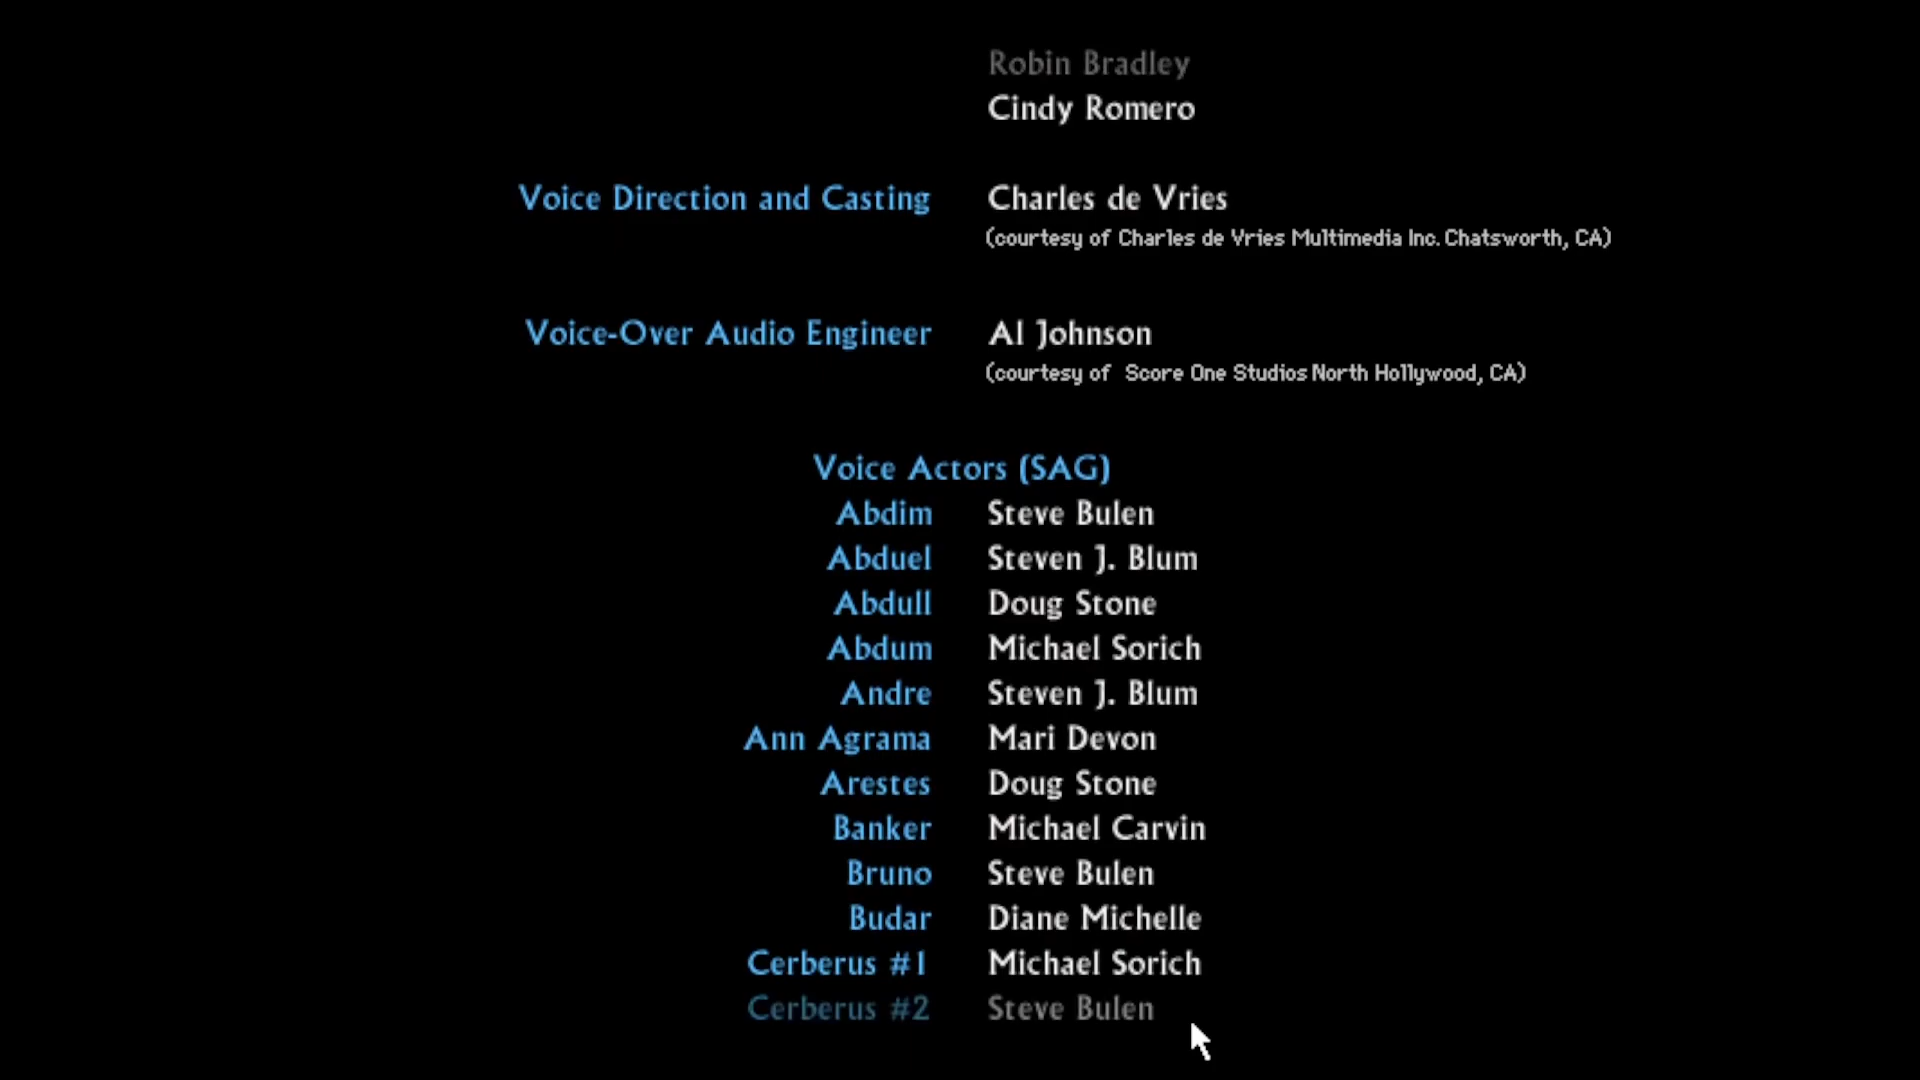 Robin Bradley
Cindy Romero
Voice Direction and Casting Charles de Vries
(courtesy of Charles de Vries Multimedia Inc. Chatsworth, CA)
Voice-Over Audio Engineer Al Johnson
(courtesy of Score One Studios North Hollywood, CA)
Voice Actors (SAG)
Abdim Steve Bulen
Abduel Steven J. Blum
Abdull Doug Stone
Abdum Michael Sorich
Andre Steven J. Blum
Ann Agrama Mari Devon
Arestes Doug Stone
Banker Michael Carvin
Bruno Steve Bulen
Budar Diane Michelle
Cerberus #1 Michael Sorich
Cerberus #2 Steve Bulen